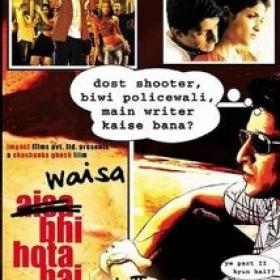 dost shooter,
biwi policewali,
main writer
kaise bana?
impact films pvt. ltd. presents
a shashanka ghosh film
waisa
aisa
bhi
hota
hai
ye part II
kyun hai??